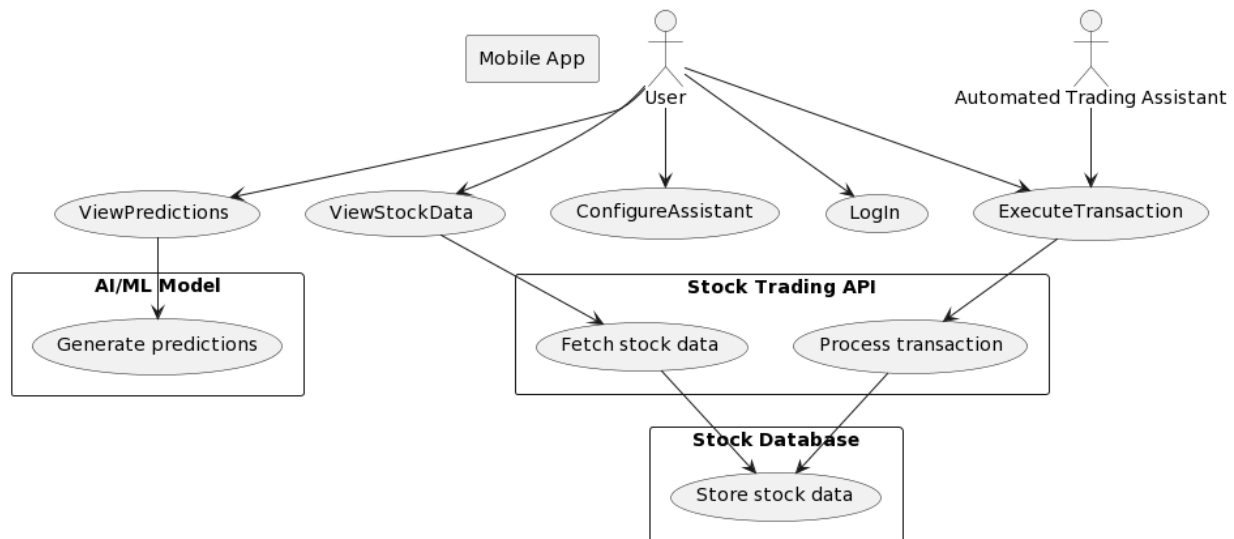 Mobile App
User
Automated Trading Assistant
ViewPredictions
ViewStockData
ConfigureAssistant
LogIn
ExecuteTransaction
AI/ML Model
Stock Trading API
Generate predictions
Fetch stock data
Process transaction
Stock Database
Store stock data